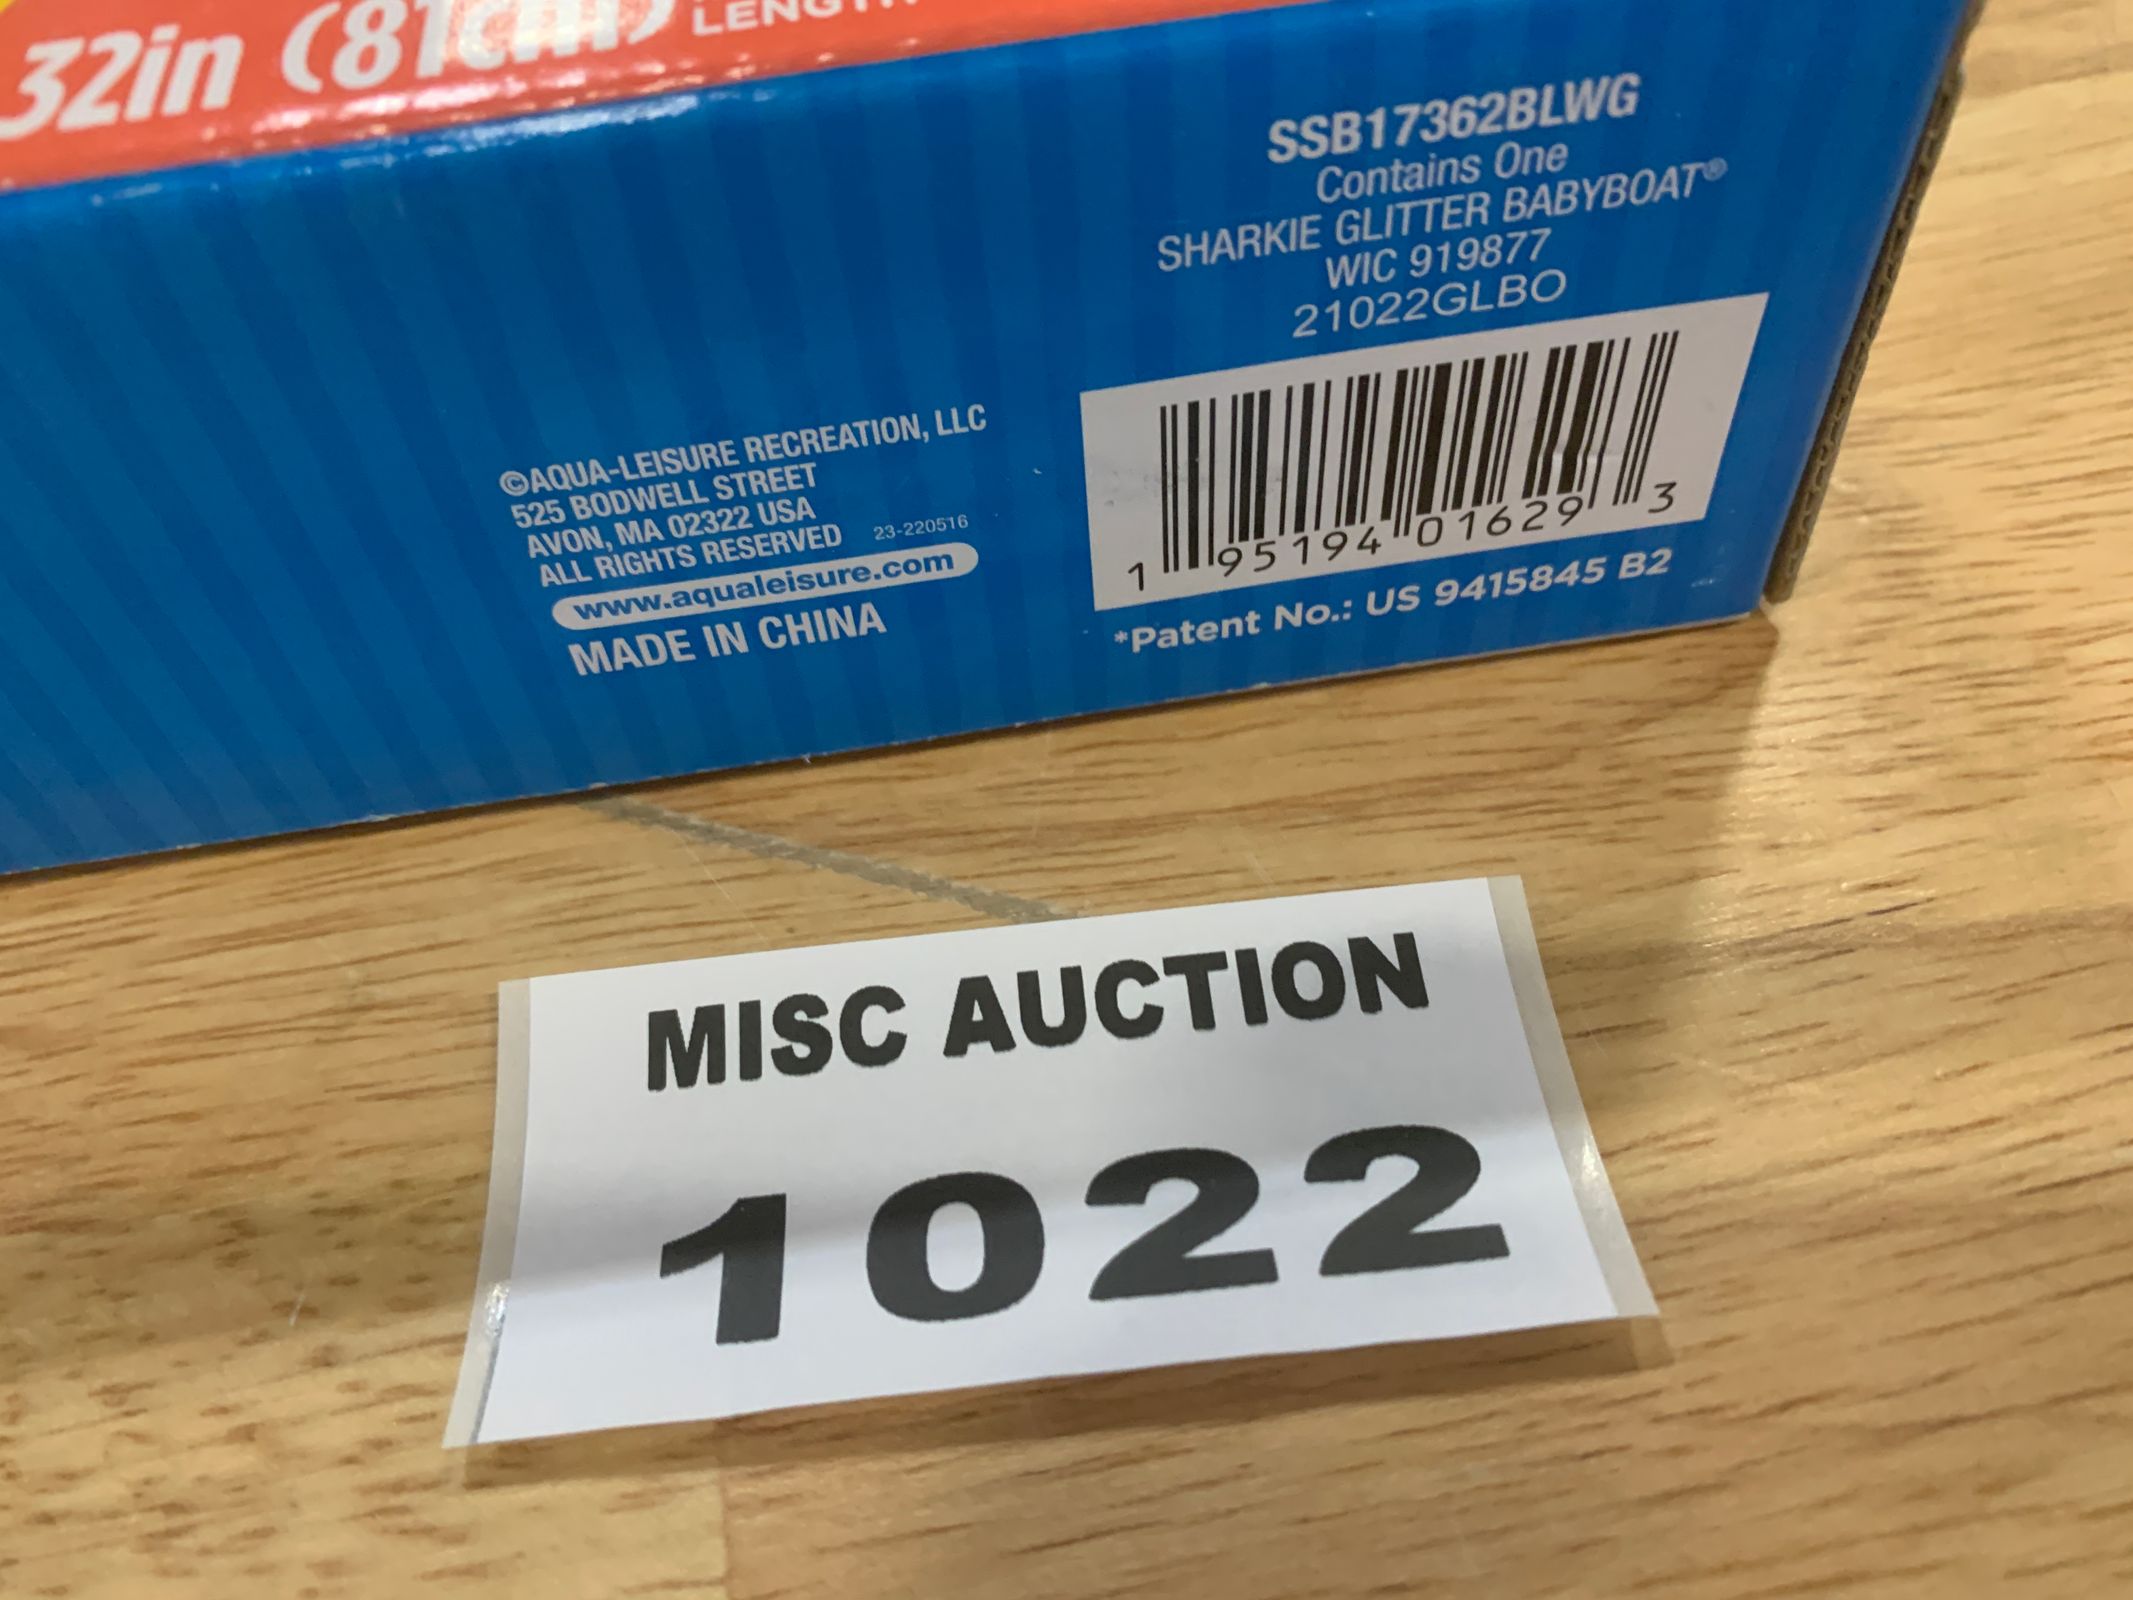 32in (81cm) LENGTH
SSB17362BLWG
Contains One
SHARKIE GLITTER BABYBOAT®
WIC 919877
21022GLBO
1 95194 01629 3
*Patent No.: US 9415845 B2
©AQUA-LEISURE RECREATION, LLC
525 BODWELL STREET
AVON, MA 02322 USA
ALL RIGHTS RESERVED 23-220516
www.aqualeisure.com
MADE IN CHINA
MISC AUCTION
1022